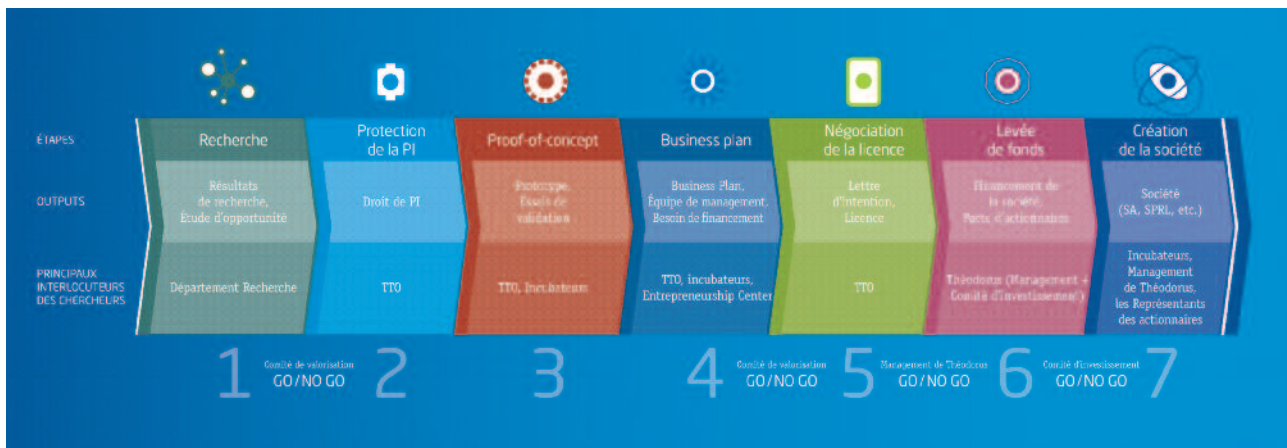 ÉTAPES
Recherche
Protection
de la PI
Proof-of-concept
Business plan
Négociation
de la licence
Levée
de fonds
Création
de la société
OUTPUTS
Résultats
de recherche,
Étude d'opportunité
Droit de PI
Prototype,
Essais de
validation
Business Plan,
Équipe de management,
Besoin de financement
Lettre
d'intention,
Licence
Financement de
la société,
Pacte d'actionnaires
Société
(SA, SPRL, etc.)
PRINCIPAUX
INTERLOCUTEURS
DES CHERCHEURS
Département Recherche
TTO
TTO, Incubateurs
TTO, incubateurs,
Entrepreneurship Center
TTO
Théodorus (Management +
Comité d'investissement)
Incubateurs,
Management
de Théodorus,
les Représentants
des actionnaires
1
Comité de valorisation
GO/NO GO
2
3
4
Comité de valorisation
GO/NO GO
5
Management de Théodorus
GO/NO GO
6
Comité d'investissement
GO/NO GO
7